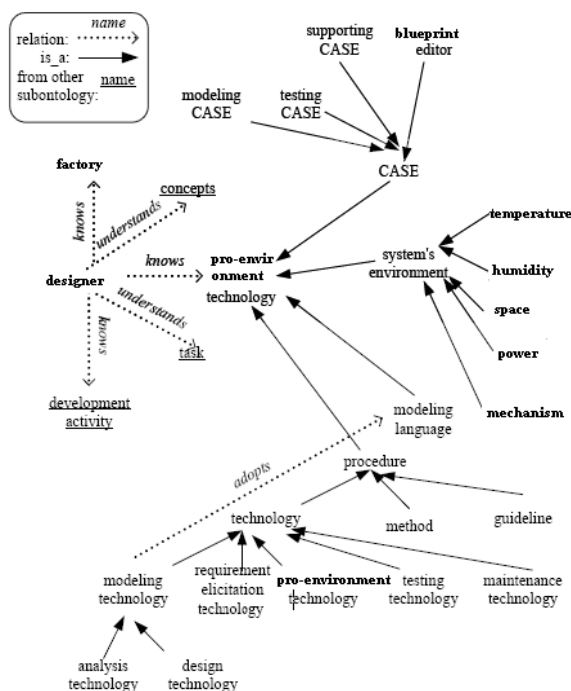 name
relation:
is_a:
from other name
subontology:
supporting
CASE
blueprint
editor
modeling
CASE
testing
CASE
CASE
factory
concepts
knows
understands
designer
knows
pro-envir
onment
technology
system's
environment
temperature
humidity
space
power
mechanism
knows
understands
task
development
activity
modeling
language
adopts
procedure
technology
method
guideline
modeling
technology
requirement
elicitation
technology
pro-environment
technology
testing
technology
maintenance
technology
analysis
technology
design
technology